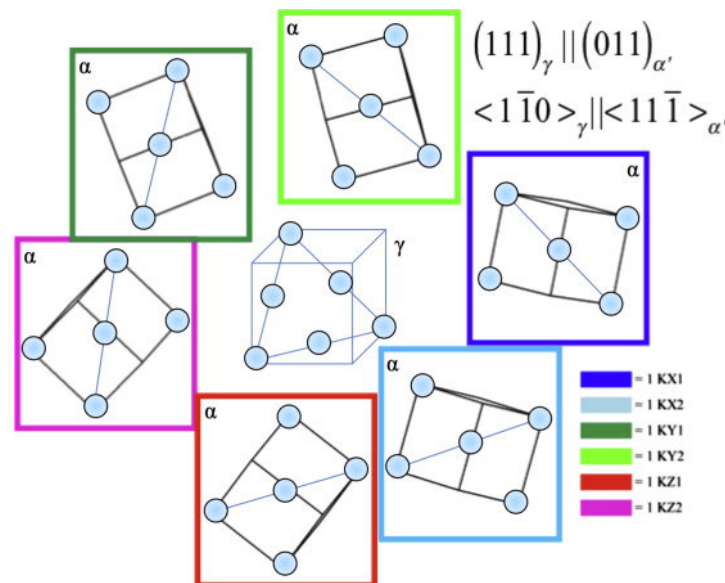 α
α
(111)γ || (011)α'
< 1 1̅ 0 >γ || < 1 1 1̅ >α'
α
α
γ
α
α
= 1 KX1
= 1 KX2
= 1 KY1
= 1 KY2
= 1 KZ1
= 1 KZ2